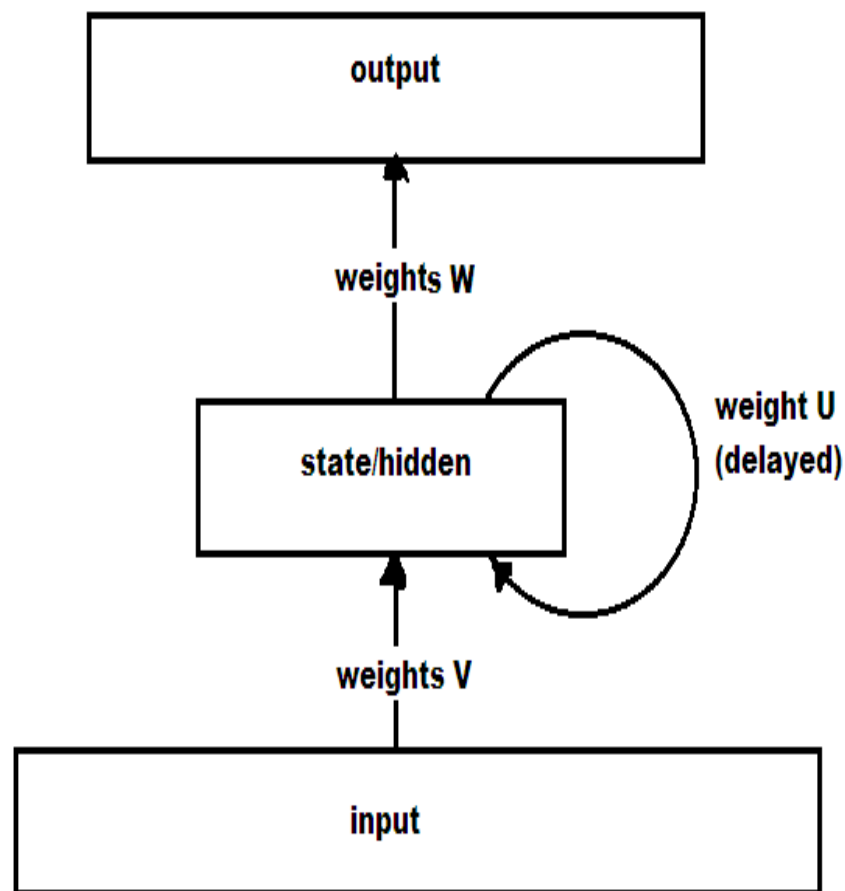 output
weights W
weight U
(delayed)
state/hidden
weights V
input